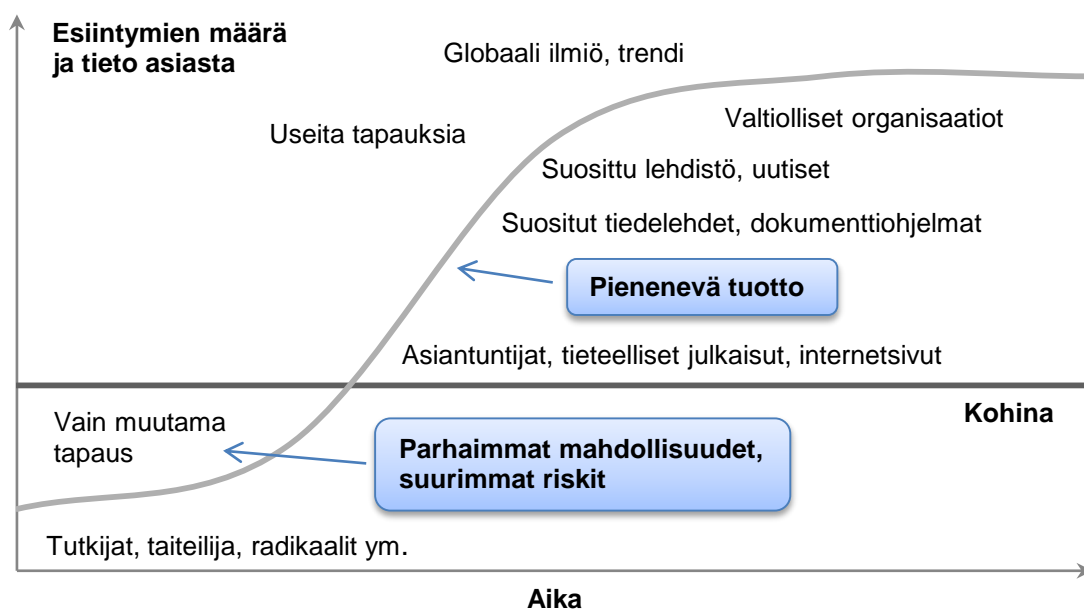 Esiintymien määrä
ja tieto asiasta
Globaali ilmiö, trendi
Valtiolliset organisaatiot
Useita tapauksia
Suosittu lehdistö, uutiset
Suositut tiedelehdet, dokumenttiohjelmat
Pienenevä tuotto
Asiantuntijat, tieteelliset julkaisut, internetsivut
Kohina
Vain muutama
tapaus
Parhaimmat mahdollisuudet,
suurimmat riskit
Tutkijat, taiteilija, radikaalit ym.
Aika